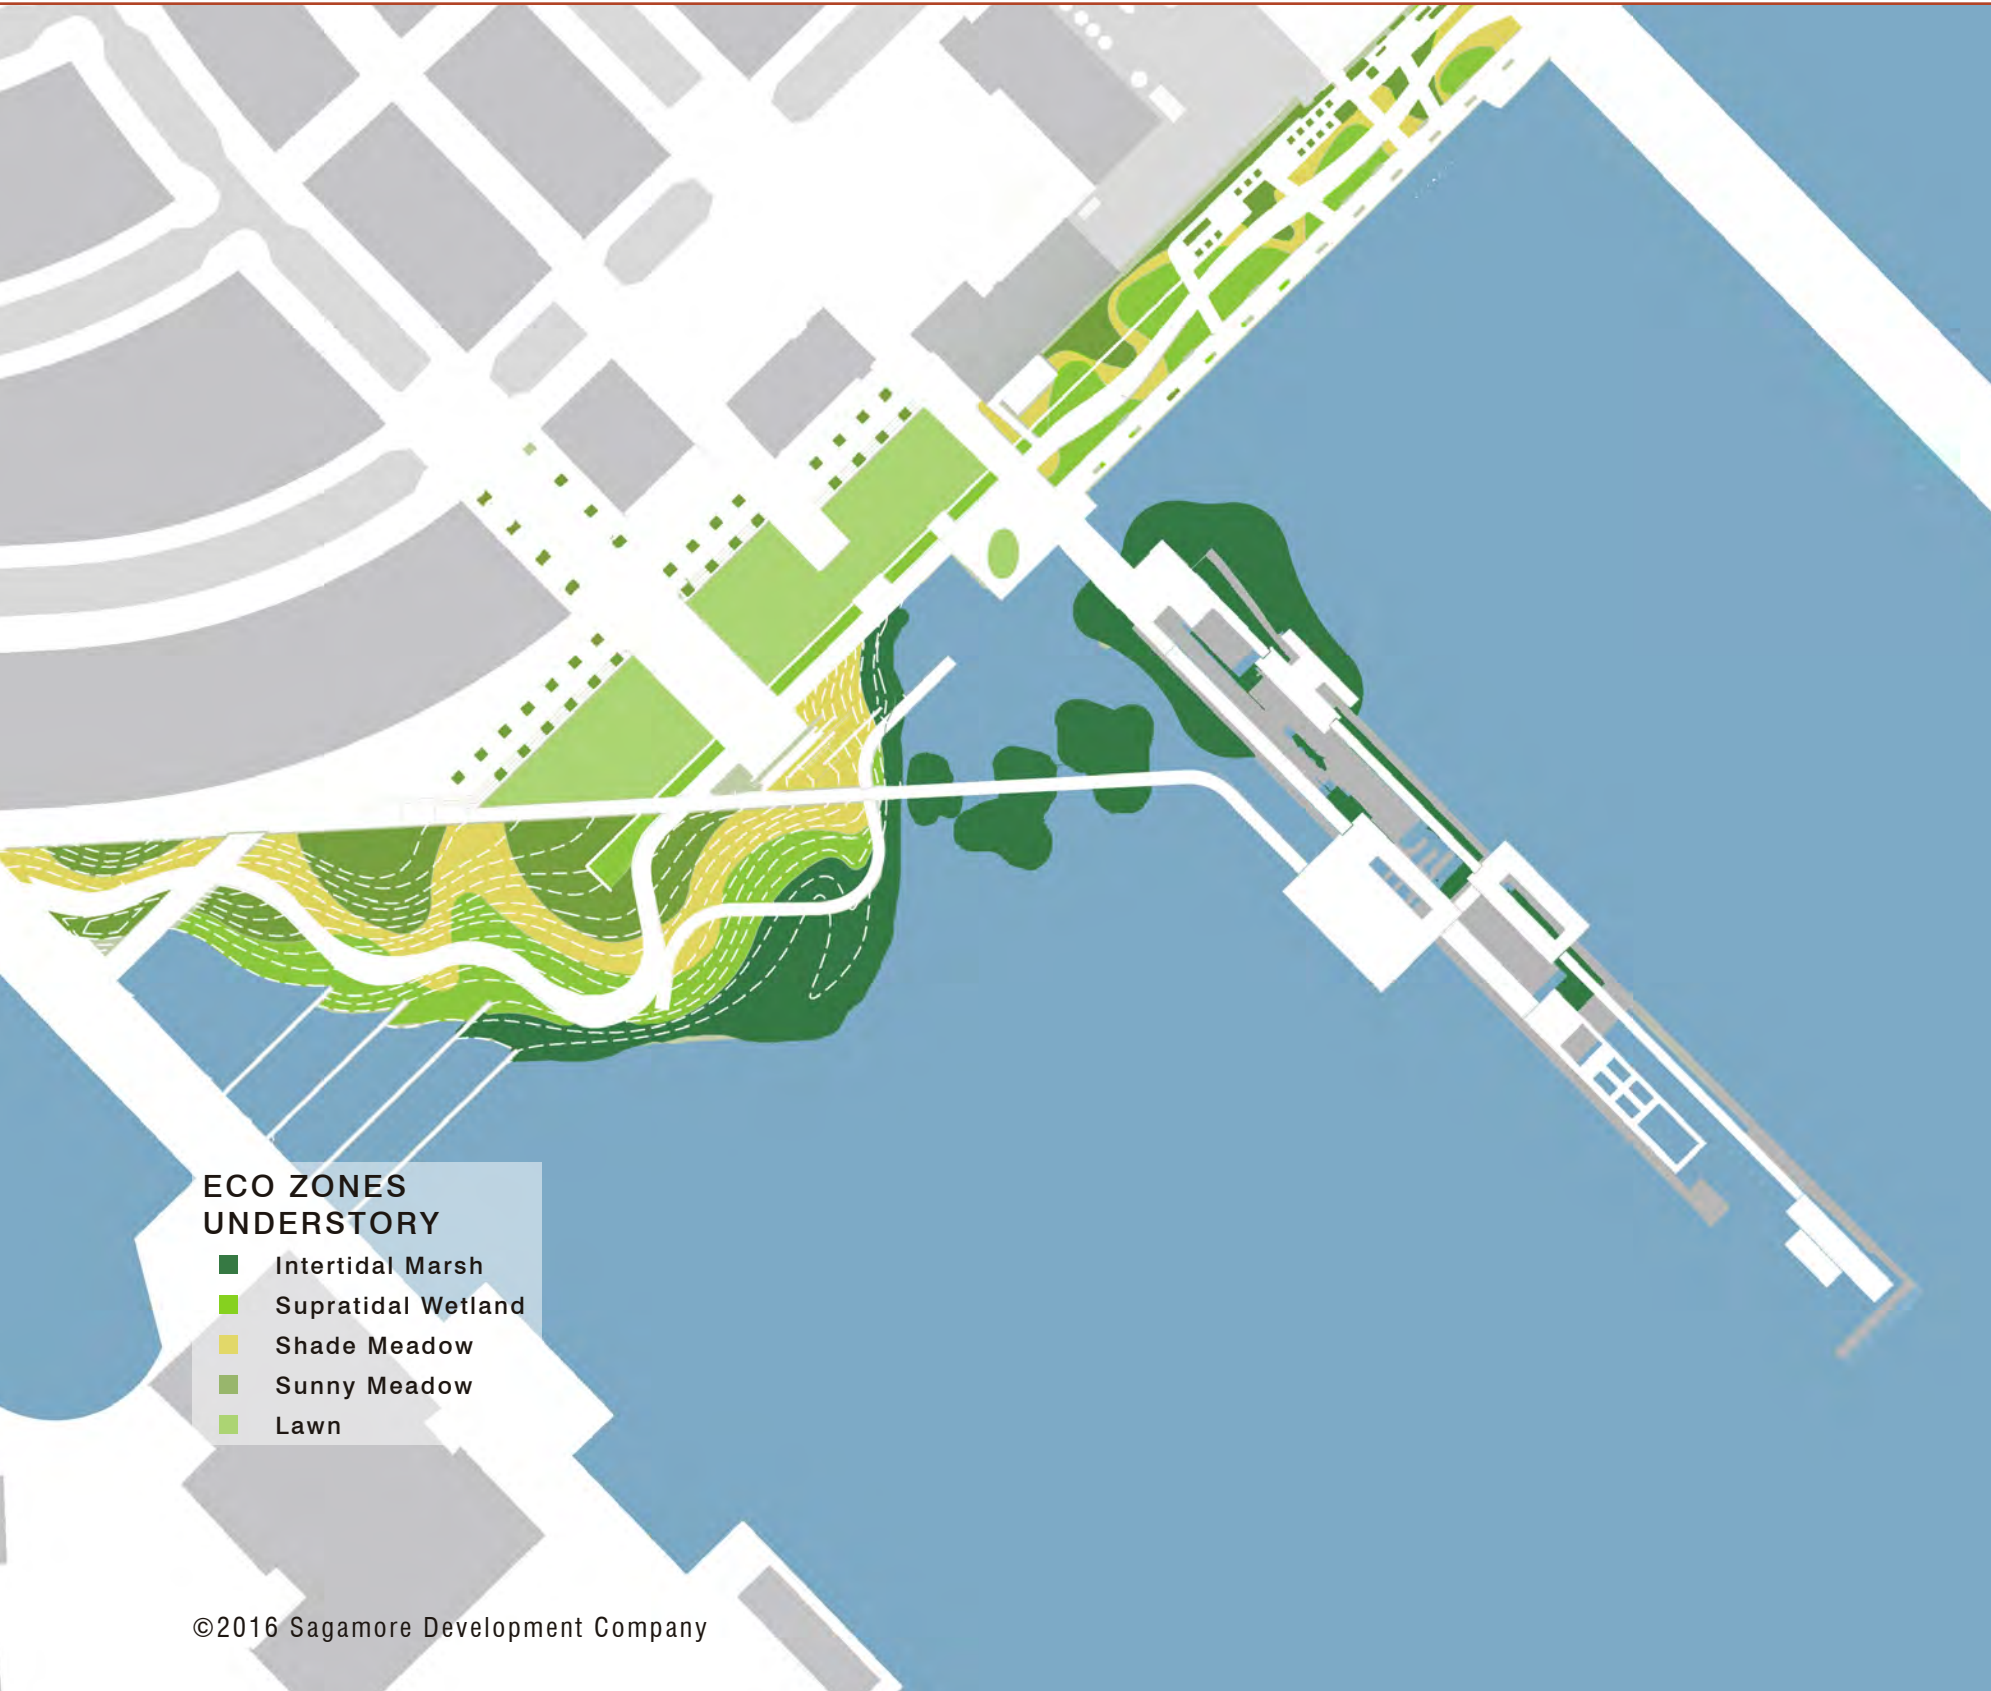 ECO ZONES
UNDERSTORY
Intertidal Marsh
Supratidal Wetland
Shade Meadow
Sunny Meadow
Lawn
©2016 Sagamore Development Company